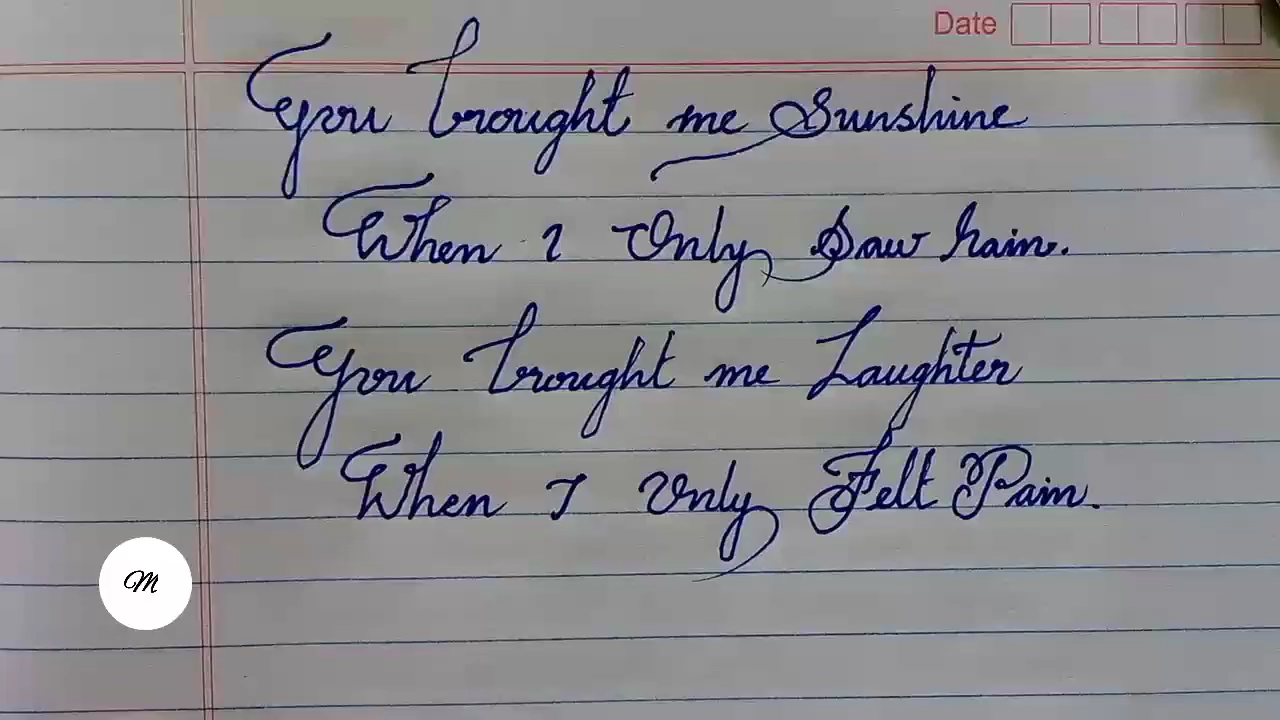 Date
You brought me Sunshine
When I Only Saw rain.
You brought me Laughter
When I Only Felt Pain.
M